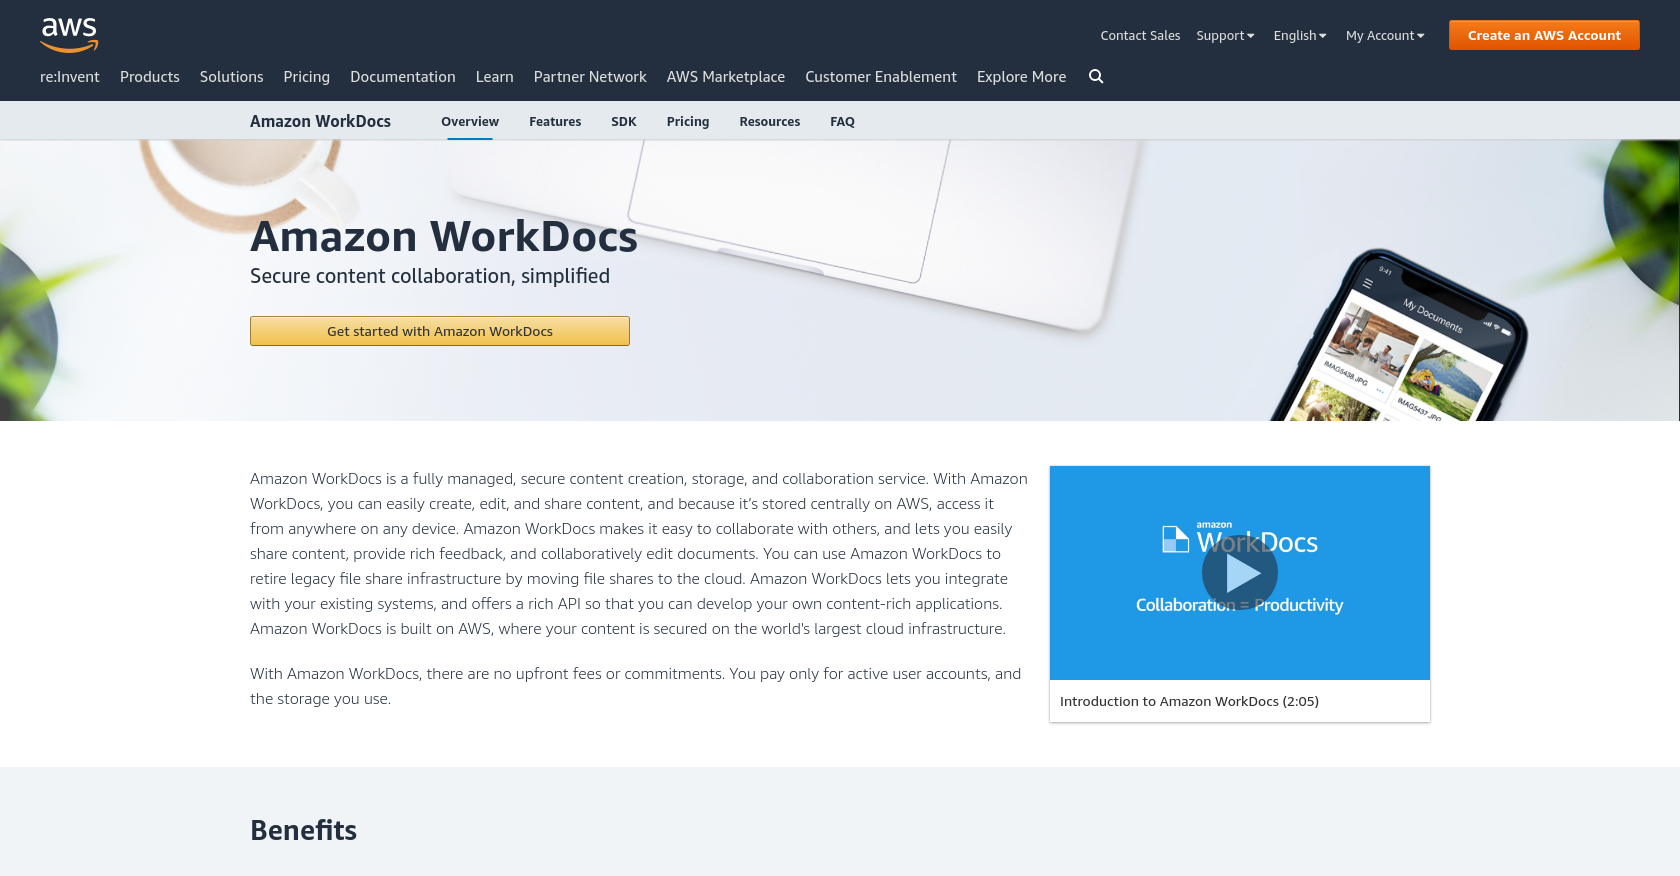 aws
Contact Sales Support English My Account Create an AWS Account
re:Invent Products Solutions Pricing Documentation Learn Partner Network AWS Marketplace Customer Enablement Explore More
Amazon WorkDocs Overview Features SDK Pricing Resources FAQ
Amazon WorkDocs
Secure content collaboration, simplified
Get started with Amazon WorkDocs
9:41
My Documents
IMAG5438.JPG
IMAG5437.JPG
Amazon WorkDocs is a fully managed, secure content creation, storage, and collaboration service. With Amazon
WorkDocs, you can easily create, edit, and share content, and because it’s stored centrally on AWS, access it
from anywhere on any device. Amazon WorkDocs makes it easy to collaborate with others, and lets you easily
share content, provide rich feedback, and collaboratively edit documents. You can use Amazon WorkDocs to
retire legacy file share infrastructure by moving file shares to the cloud. Amazon WorkDocs lets you integrate
with your existing systems, and offers a rich API so that you can develop your own content-rich applications.
Amazon WorkDocs is built on AWS, where your content is secured on the world's largest cloud infrastructure.
With Amazon WorkDocs, there are no upfront fees or commitments. You pay only for active user accounts, and
the storage you use.
amazon
WorkDocs
Collaboration = Productivity
Introduction to Amazon WorkDocs (2:05)
Benefits